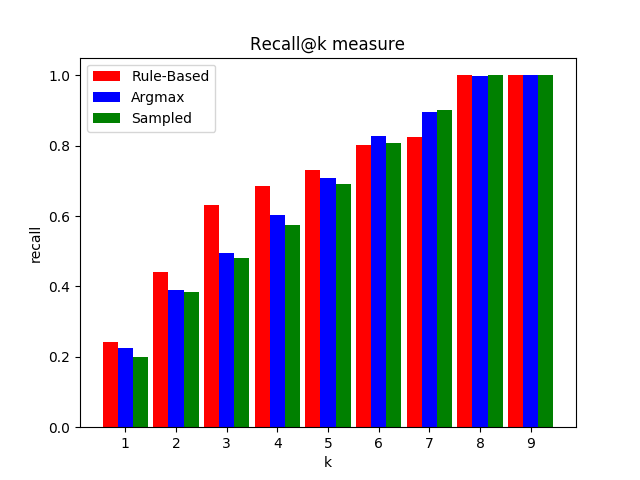 Recall@k measure
Rule-Based
Argmax
Sampled
1.0
0.8
0.6
0.4
0.2
0.0
recall
1 2 3 4 5 6 7 8 9
k